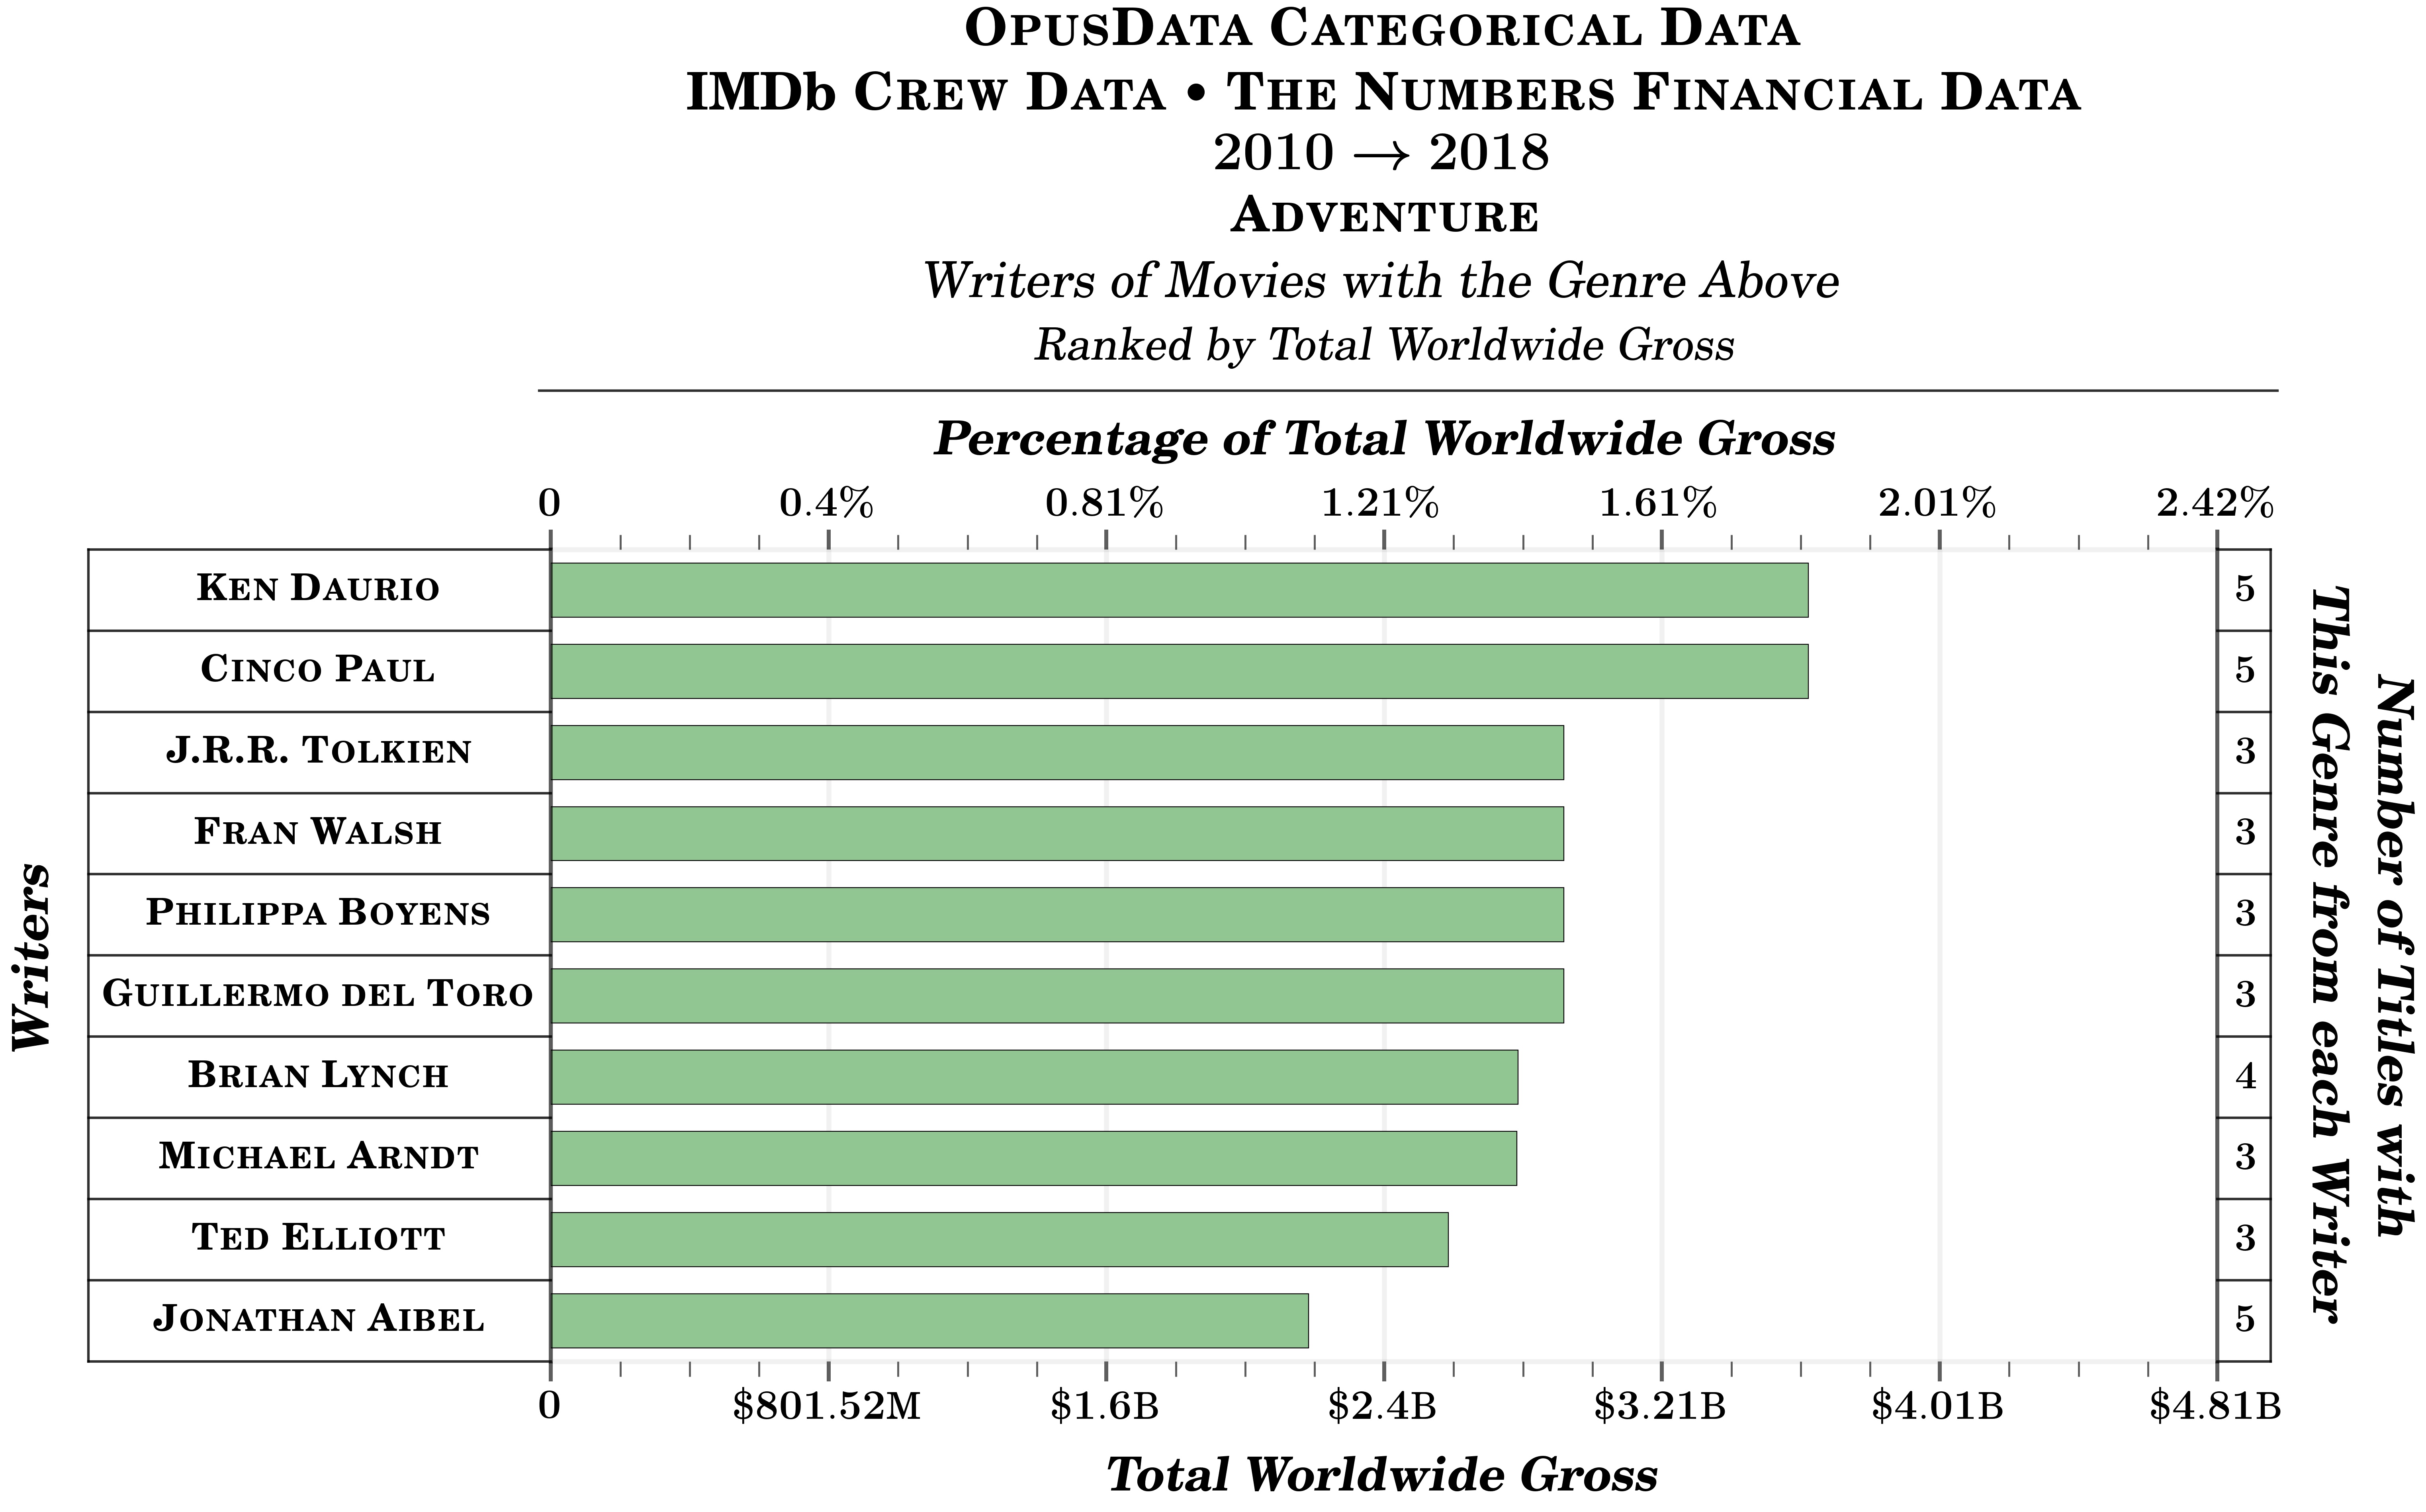 OpusData Categorical Data
IMDb Crew Data • The Numbers Financial Data
2010 → 2018
Adventure
Writers of Movies with the Genre Above
Ranked by Total Worldwide Gross
Percentage of Total Worldwide Gross
0 0.4% 0.81% 1.21% 1.61% 2.01% 2.42%
Writers
Ken Daurio 5
Cinco Paul 5
J.R.R. Tolkien 3
Fran Walsh 3
Philippa Boyens 3
Guillermo del Toro 3
Brian Lynch 4
Michael Arndt 3
Ted Elliott 3
Jonathan Aibel 5
Number of Titles with
This Genre from each Writer
0 $801.52M $1.6B $2.4B $3.21B $4.01B $4.81B
Total Worldwide Gross